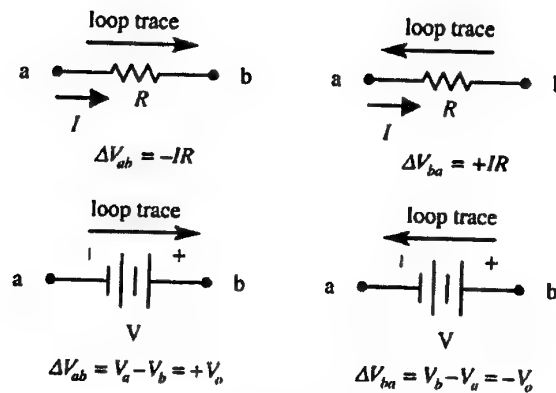 loop trace
a b
R
I
ΔV_ab = −IR
loop trace
a
R
I
ΔV_ba = +IR
loop trace
+
a b
V
ΔV_ab = V_a − V_b = +V_o
loop trace
+
a b
V
ΔV_ba = V_b − V_a = −V_o